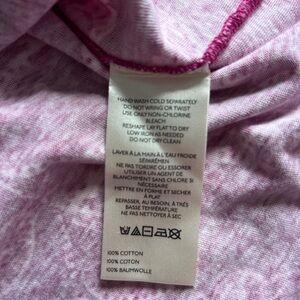 HAND WASH COLD SEPARATELY
DO NOT WRING OR TWIST
USE ONLY NON-CHLORINE
BLEACH
RESHAPE LAY FLAT TO DRY
LOW IRON AS NEEDED
DO NOT DRY CLEAN
LAVER À LA MAIN À L'EAU FROIDE
SÉPARÉMEN
NE PAS TORDRE OU ESSORER
UTILISER UN AGENT DE
BLANCHIMENT SANS CHLORE SI
NÉCESSAIRE
METTRE EN FORME ET SÉCHER
À PLAT
REPASSER, AU BESOIN, À TRÈS
BASSE TEMPÉRATURE
NE PAS NETTOYER À SEC
100% COTTON
100% COTON
100% BAUMWOLLE